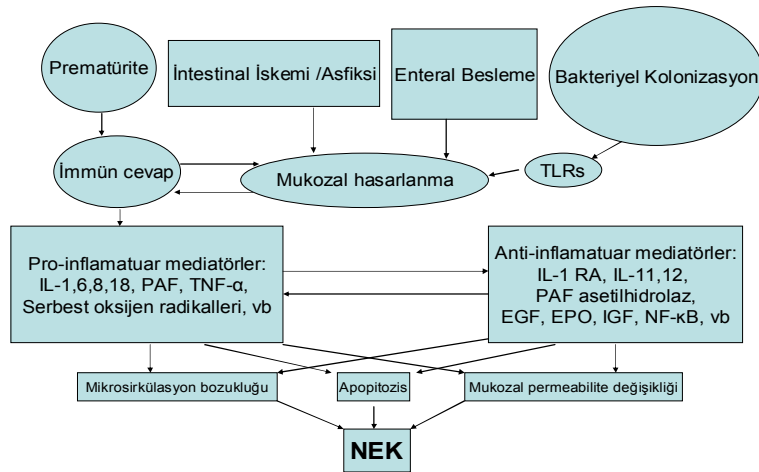 Prematürite
İntestinal İskemi /Asfiksi
Enteral Besleme
Bakteriyel Kolonizasyon
İmmün cevap
Mukozal hasarlanma
TLRs
Pro-inflamatuar mediatörler:
IL-1,6,8,18, PAF, TNF-α,
Serbest oksijen radikalleri, vb
Anti-inflamatuar mediatörler:
IL-1 RA, IL-11,12,
PAF asetilhidrolaz,
EGF, EPO, IGF, NF-κB, vb
Mikrosirkülasyon bozukluğu
Apopitozis
Mukozal permeabilite değişikliği
NEK